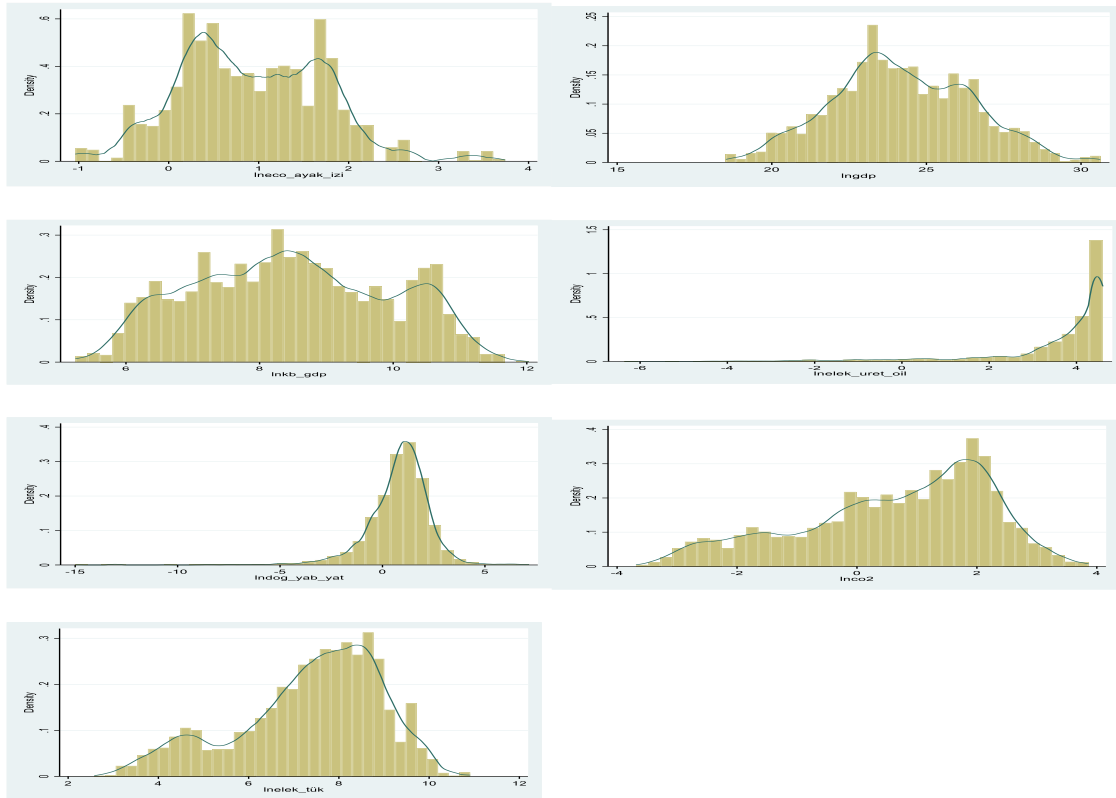 Density
0 .2 .4 .6
-1 0 1 2 3 4
lneco_ayak_izi
Density
0 .05 .1 .15 .2 .25
15 20 25 30
lngdp
Density
0 .1 .2 .3
6 8 10 12
lnkb_gdp
Density
0 .5 1 1.5
-6 -4 -2 0 2 4
lnelek_uret_oil
Density
0 .1 .2 .3 .4
-15 -10 -5 0 5
lndog_yab_yat
Density
0 .1 .2 .3 .4
-4 -2 0 2 4
lnco2
Density
0 .1 .2 .3
2 4 6 8 10 12
lnelek_tük